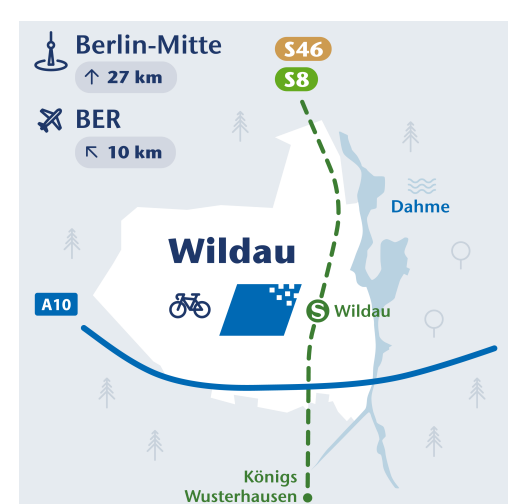 Berlin-Mitte
↑ 27 km
S46
S8
BER
↖ 10 km
Dahme
Wildau
A10
S Wildau
Königs
Wusterhausen